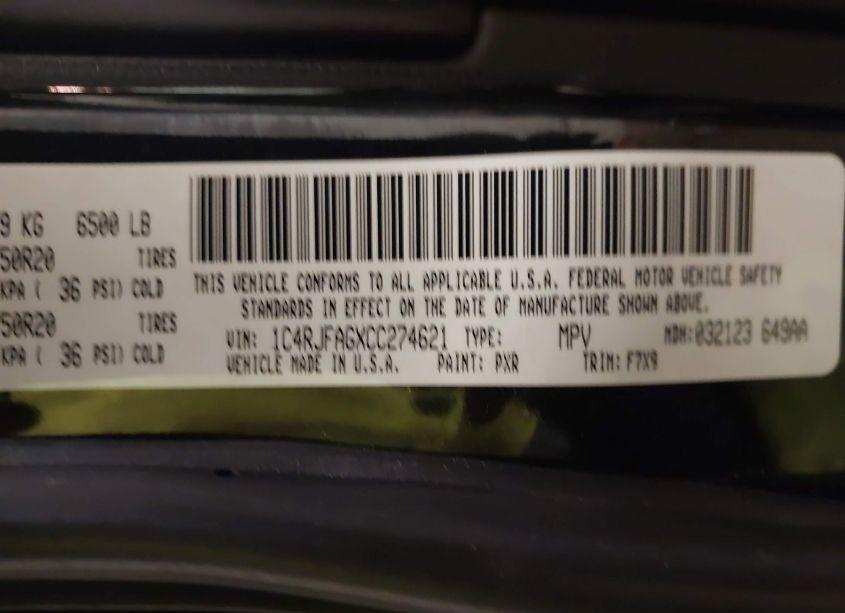 9 KG 6500 LB
50R20 TIRES
KPA ( 36 PSI) COLD
50R20 TIRES
KPA ( 36 PSI) COLD
THIS VEHICLE CONFORMS TO ALL APPLICABLE U.S.A. FEDERAL MOTOR VEHICLE SAFETY
STANDARDS IN EFFECT ON THE DATE OF MANUFACTURE SHOWN ABOVE.
VIN: 1C4RJFAGXCC274621 TYPE: MPV MDH:032123 649AA
VEHICLE MADE IN U.S.A. PAINT: PXR TRIM: F7X9